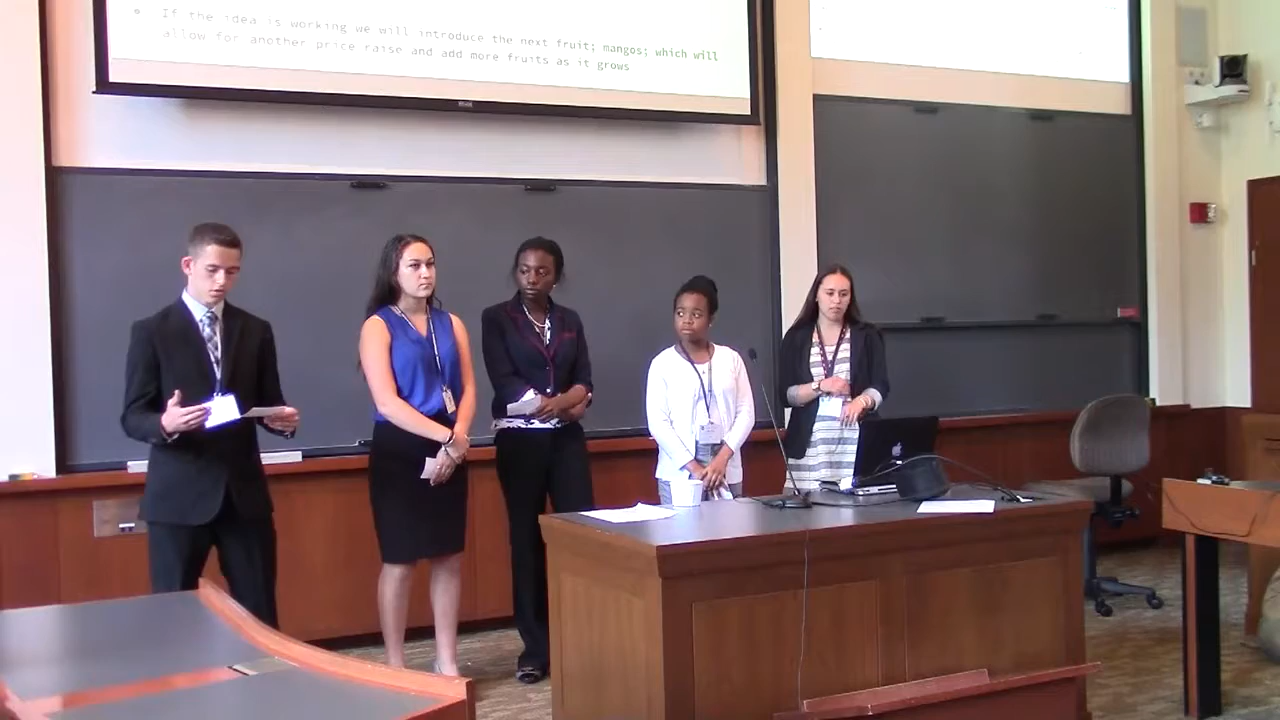 If the idea is working we will introduce the next fruit; mangos; which will
allow for another price raise and add more fruits as it grows